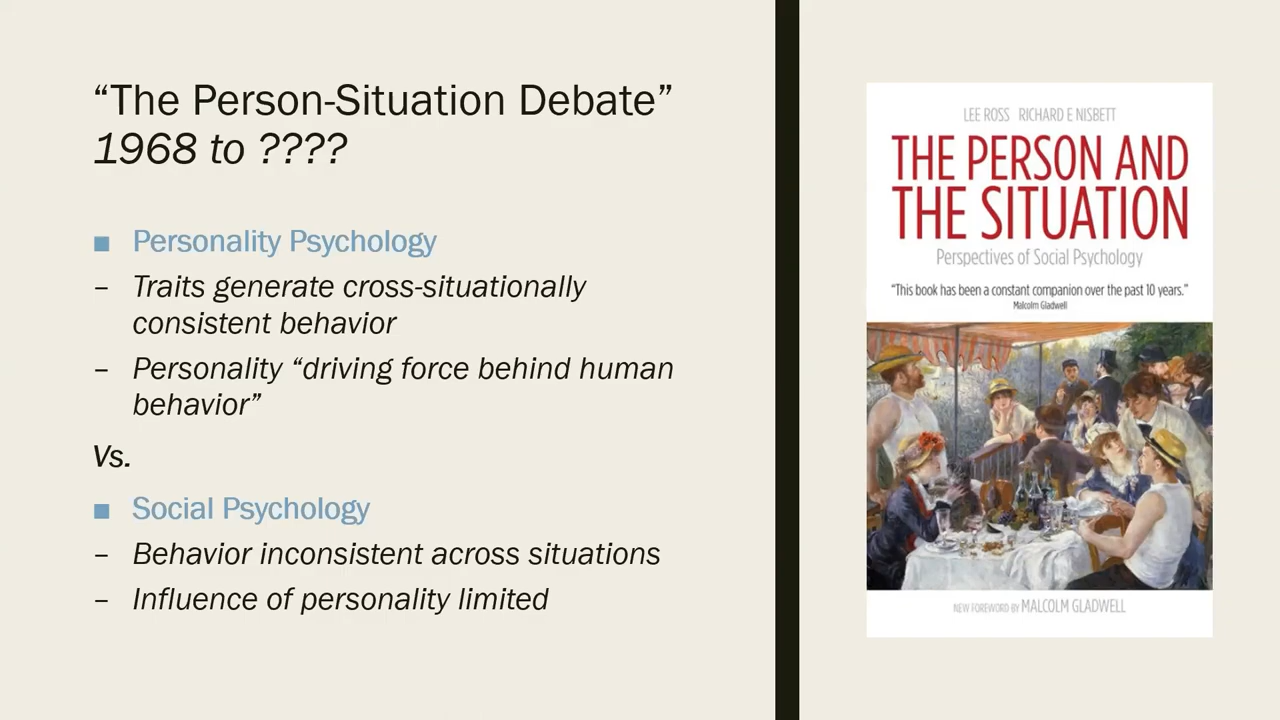 “The Person-Situation Debate”
1968 to ????
■ Personality Psychology
– Traits generate cross-situationally
consistent behavior
– Personality “driving force behind human
behavior”
Vs.
■ Social Psychology
– Behavior inconsistent across situations
– Influence of personality limited
LEE ROSS RICHARD E NISBETT
THE PERSON AND
THE SITUATION
Perspectives of Social Psychology
“This book has been a constant companion over the past 10 years.”
Malcolm Gladwell
NEW FOREWORD BY MALCOLM GLADWELL